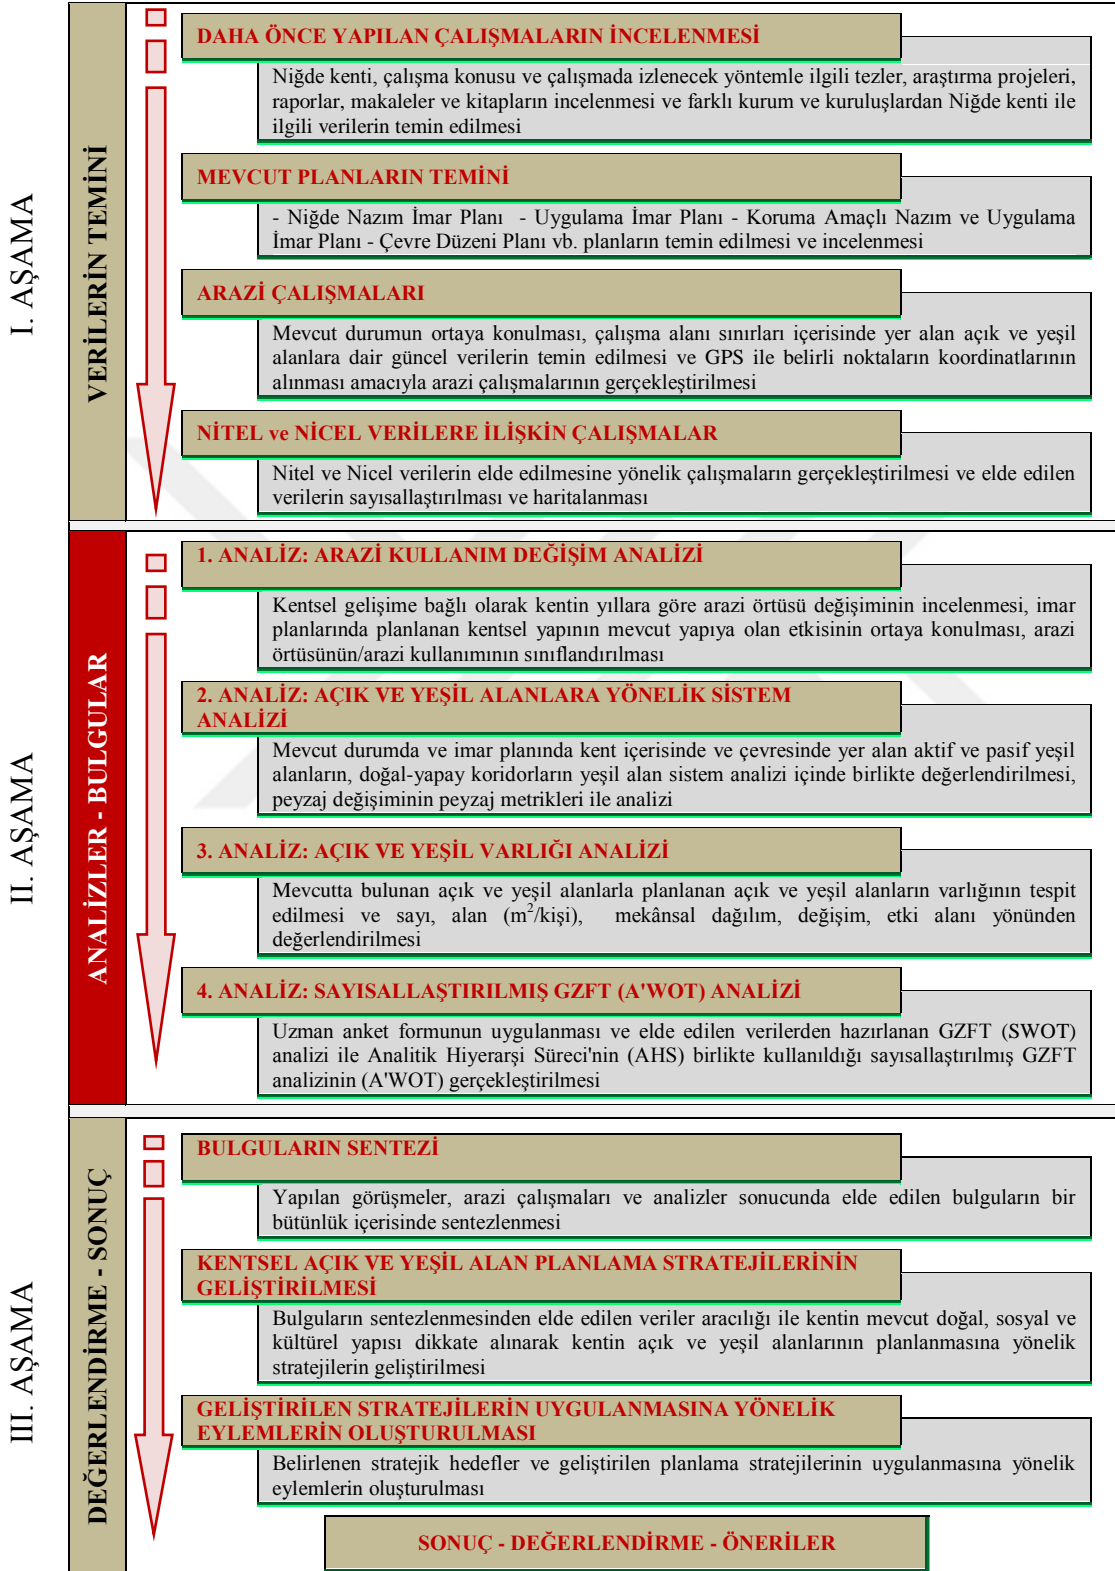 I. AŞAMA
VERİLERİN TEMİNİ
DAHA ÖNCE YAPILAN ÇALIŞMALARIN İNCELENMESİ
Niğde kenti, çalışma konusu ve çalışmada izlenecek yöntemle ilgili tezler, araştırma projeleri,
raporlar, makaleler ve kitapların incelenmesi ve farklı kurum ve kuruluşlardan Niğde kenti ile
ilgili verilerin temin edilmesi
MEVCUT PLANLARIN TEMİNİ
- Niğde Nazım İmar Planı - Uygulama İmar Planı - Koruma Amaçlı Nazım ve Uygulama
İmar Planı - Çevre Düzeni Planı vb. planların temin edilmesi ve incelenmesi
ARAZİ ÇALIŞMALARI
Mevcut durumun ortaya konulması, çalışma alanı sınırları içerisinde yer alan açık ve yeşil
alanlara dair güncel verilerin temin edilmesi ve GPS ile belirli noktaların koordinatlarının
alınması amacıyla arazi çalışmalarının gerçekleştirilmesi
NİTEL ve NİCEL VERİLERE İLİŞKİN ÇALIŞMALAR
Nitel ve Nicel verilerin elde edilmesine yönelik çalışmaların gerçekleştirilmesi ve elde edilen
verilerin sayısallaştırılması ve haritalanması
II. AŞAMA
ANALİZLER - BULGULAR
1. ANALİZ: ARAZİ KULLANIM DEĞİŞİM ANALİZİ
Kentsel gelişime bağlı olarak kentin yıllara göre arazi örtüsü değişiminin incelenmesi, imar
planlarında planlanan kentsel yapının mevcut yapıya olan etkisinin ortaya konulması, arazi
örtüsünün/arazi kullanımının sınıflandırılması
2. ANALİZ: AÇIK VE YEŞİL ALANLARA YÖNELİK SİSTEM
ANALİZİ
Mevcut durumda ve imar planında kent içerisinde ve çevresinde yer alan aktif ve pasif yeşil
alanların, doğal-yapay koridorların yeşil alan sistem analizi içinde birlikte değerlendirilmesi,
peyzaj değişiminin peyzaj metrikleri ile analizi
3. ANALİZ: AÇIK VE YEŞİL VARLIĞI ANALİZİ
Mevcutta bulunan açık ve yeşil alanlarla planlanan açık ve yeşil alanların varlığının tespit
edilmesi ve sayı, alan (m²/kişi), mekânsal dağılım, değişim, etki alanı yönünden
değerlendirilmesi
4. ANALİZ: SAYISALLAŞTIRILMIŞ GZFT (A'WOT) ANALİZİ
Uzman anket formunun uygulanması ve elde edilen verilerden hazırlanan GZFT (SWOT)
analizi ile Analitik Hiyerarşi Süreci'nin (AHS) birlikte kullanıldığı sayısallaştırılmış GZFT
analizinin (A'WOT) gerçekleştirilmesi
III. AŞAMA
DEĞERLENDİRME - SONUÇ
BULGULARIN SENTEZİ
Yapılan görüşmeler, arazi çalışmaları ve analizler sonucunda elde edilen bulguların bir
bütünlük içerisinde sentezlenmesi
KENTSEL AÇIK VE YEŞİL ALAN PLANLAMA STRATEJİLERİNİN
GELİŞTİRİLMESİ
Bulguların sentezlenmesinden elde edilen veriler aracılığı ile kentin mevcut doğal, sosyal ve
kültürel yapısı dikkate alınarak kentin açık ve yeşil alanlarının planlanmasına yönelik
stratejilerin geliştirilmesi
GELİŞTİRİLEN STRATEJİLERİN UYGULANMASINA YÖNELİK
EYLEMLERİN OLUŞTURULMASI
Belirlenen stratejik hedefler ve geliştirilen planlama stratejilerinin uygulanmasına yönelik
eylemlerin oluşturulması
SONUÇ - DEĞERLENDİRME - ÖNERİLER